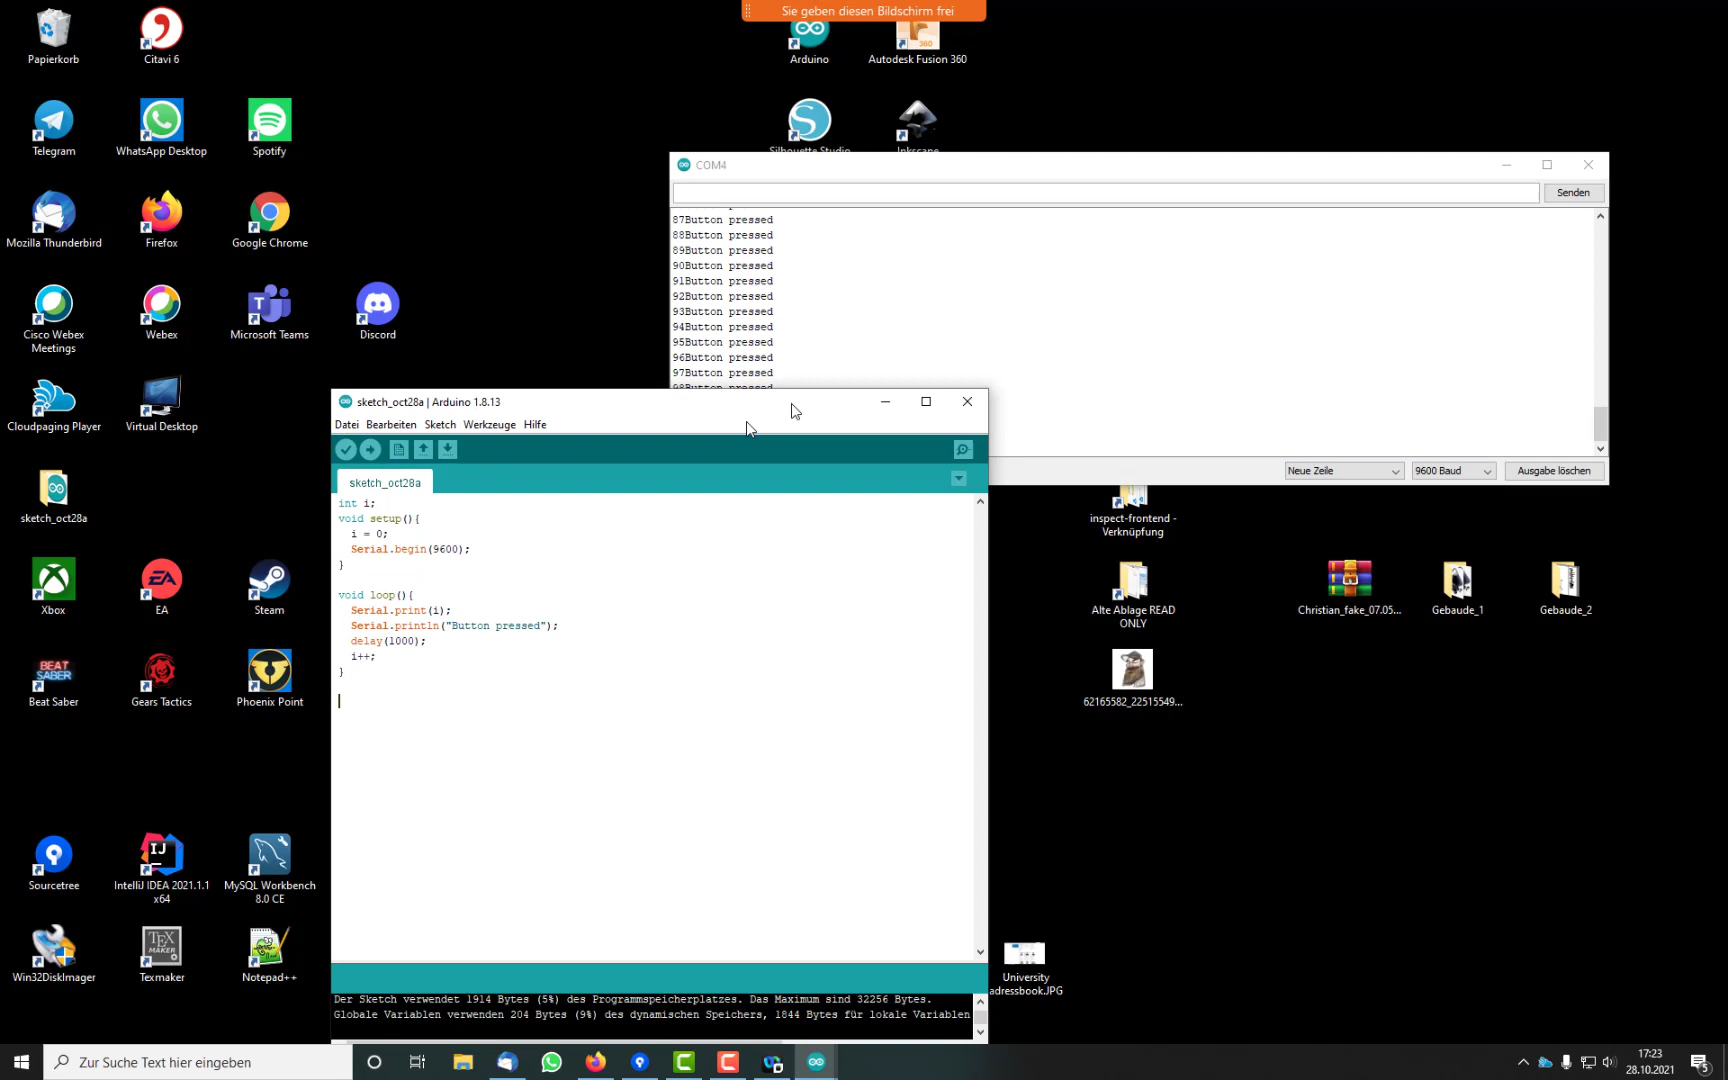 Sie geben diesen Bildschirm frei
Papierkorb
Citavi 6
Arduino
Autodesk Fusion 360
Telegram
WhatsApp Desktop
Spotify
Silhouette Studio
Inkscape
Mozilla Thunderbird
Firefox
Google Chrome
Cisco Webex
Meetings
Webex
Microsoft Teams
Discord
Cloudpaging Player
Virtual Desktop
sketch_oct28a
Xbox
EA
Steam
Beat Saber
Gears Tactics
Phoenix Point
Sourcetree
IntelliJ IDEA 2021.1.1
x64
MySQL Workbench
8.0 CE
Win32DiskImager
Texmaker
Notepad++
COM4
Senden
87Button pressed
88Button pressed
89Button pressed
90Button pressed
91Button pressed
92Button pressed
93Button pressed
94Button pressed
95Button pressed
96Button pressed
97Button pressed
98Button pressed
Neue Zeile
9600 Baud
Ausgabe löschen
sketch_oct28a | Arduino 1.8.13
Datei Bearbeiten Sketch Werkzeuge Hilfe
sketch_oct28a
int i;
void setup(){
i = 0;
Serial.begin(9600);
}
void loop(){
Serial.print(i);
Serial.println("Button pressed");
delay(1000);
i++;
}
Der Sketch verwendet 1914 Bytes (5%) des Programmspeicherplatzes. Das Maximum sind 32256 Bytes.
Globale Variablen verwenden 204 Bytes (9%) des dynamischen Speichers, 1844 Bytes für lokale Variablen
inspect-frontend -
Verknüpfung
Alte Ablage READ
ONLY
Christian_fake_07.05...
Gebaude_1
Gebaude_2
62165582_22515549...
University
adressbook.JPG
Zur Suche Text hier eingeben
17:23
28.10.2021
5